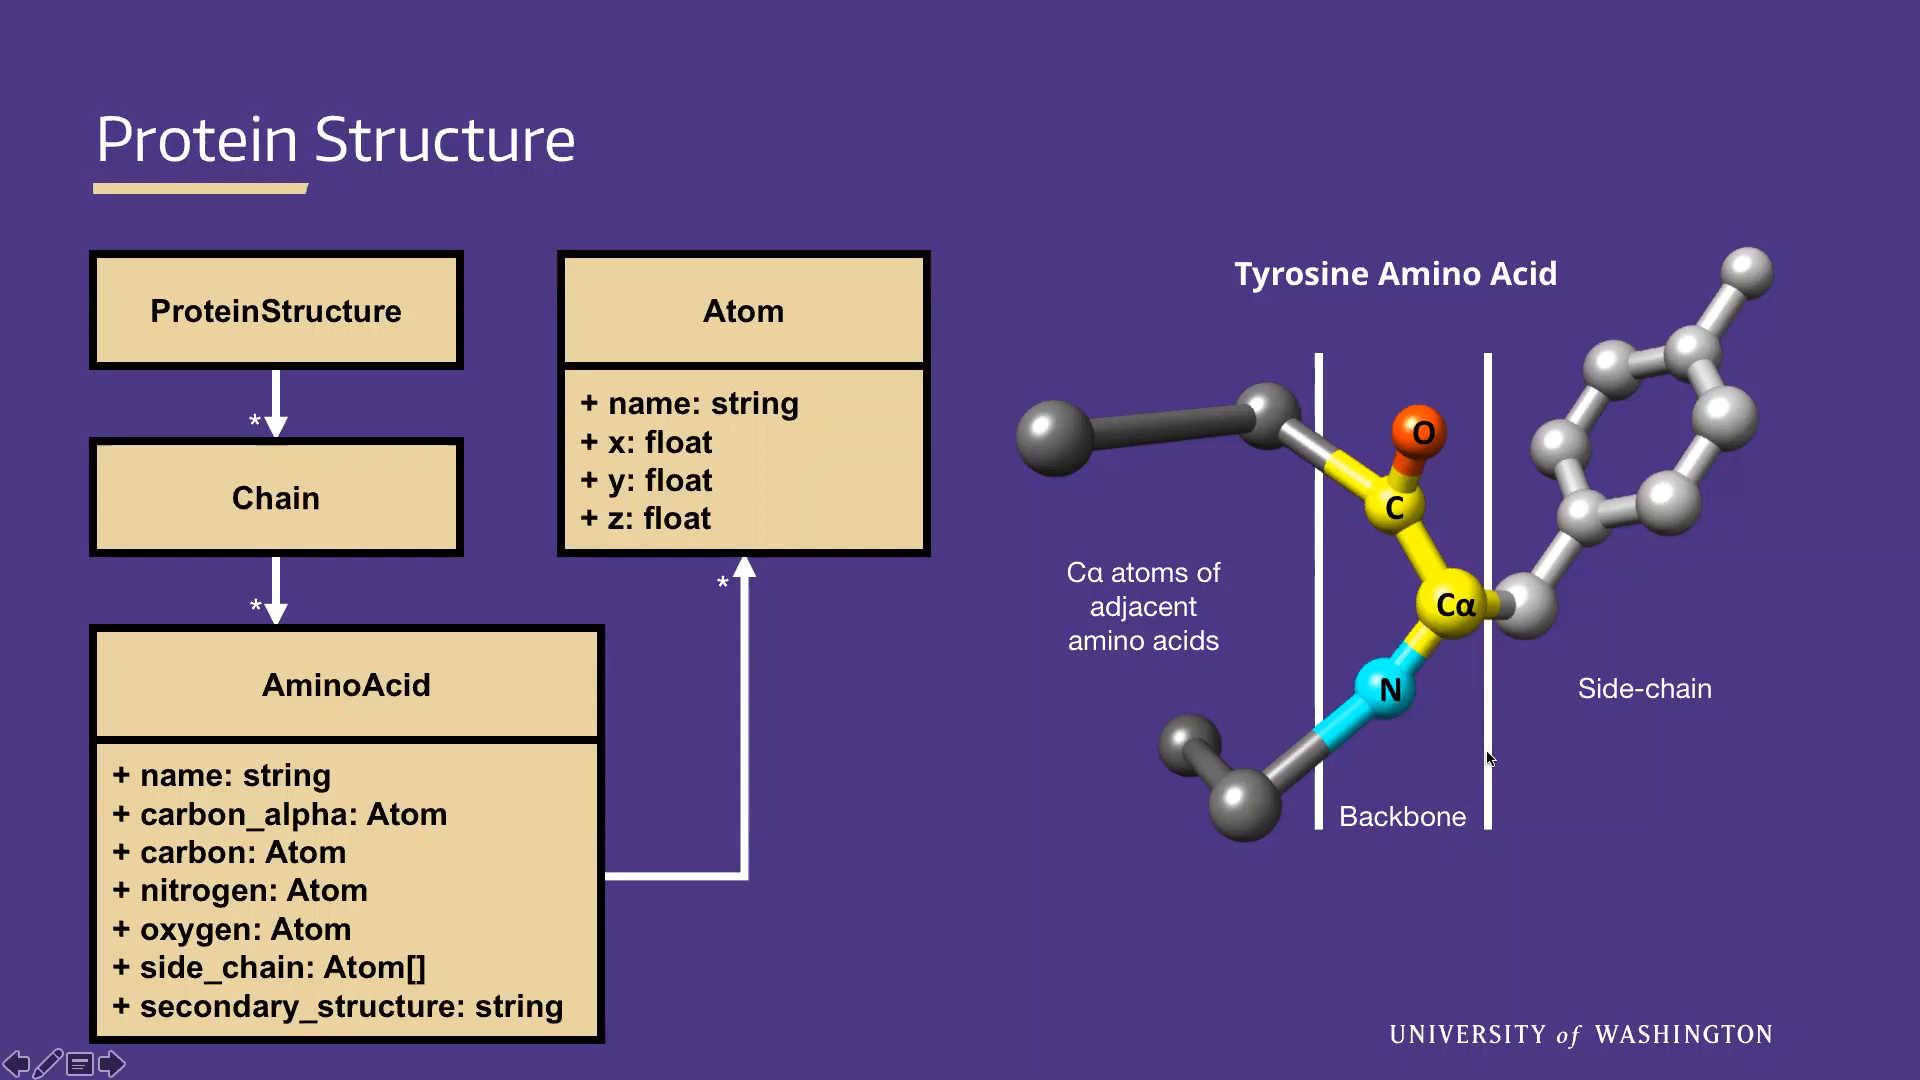 Protein Structure
ProteinStructure
*
Chain
*
AminoAcid
+ name: string
+ carbon_alpha: Atom
+ carbon: Atom
+ nitrogen: Atom
+ oxygen: Atom
+ side_chain: Atom[]
+ secondary_structure: string
Atom
+ name: string
+ x: float
+ y: float
+ z: float
*
Tyrosine Amino Acid
O
C
Cα
N
Cα atoms of
adjacent
amino acids
Side-chain
Backbone
UNIVERSITY of WASHINGTON